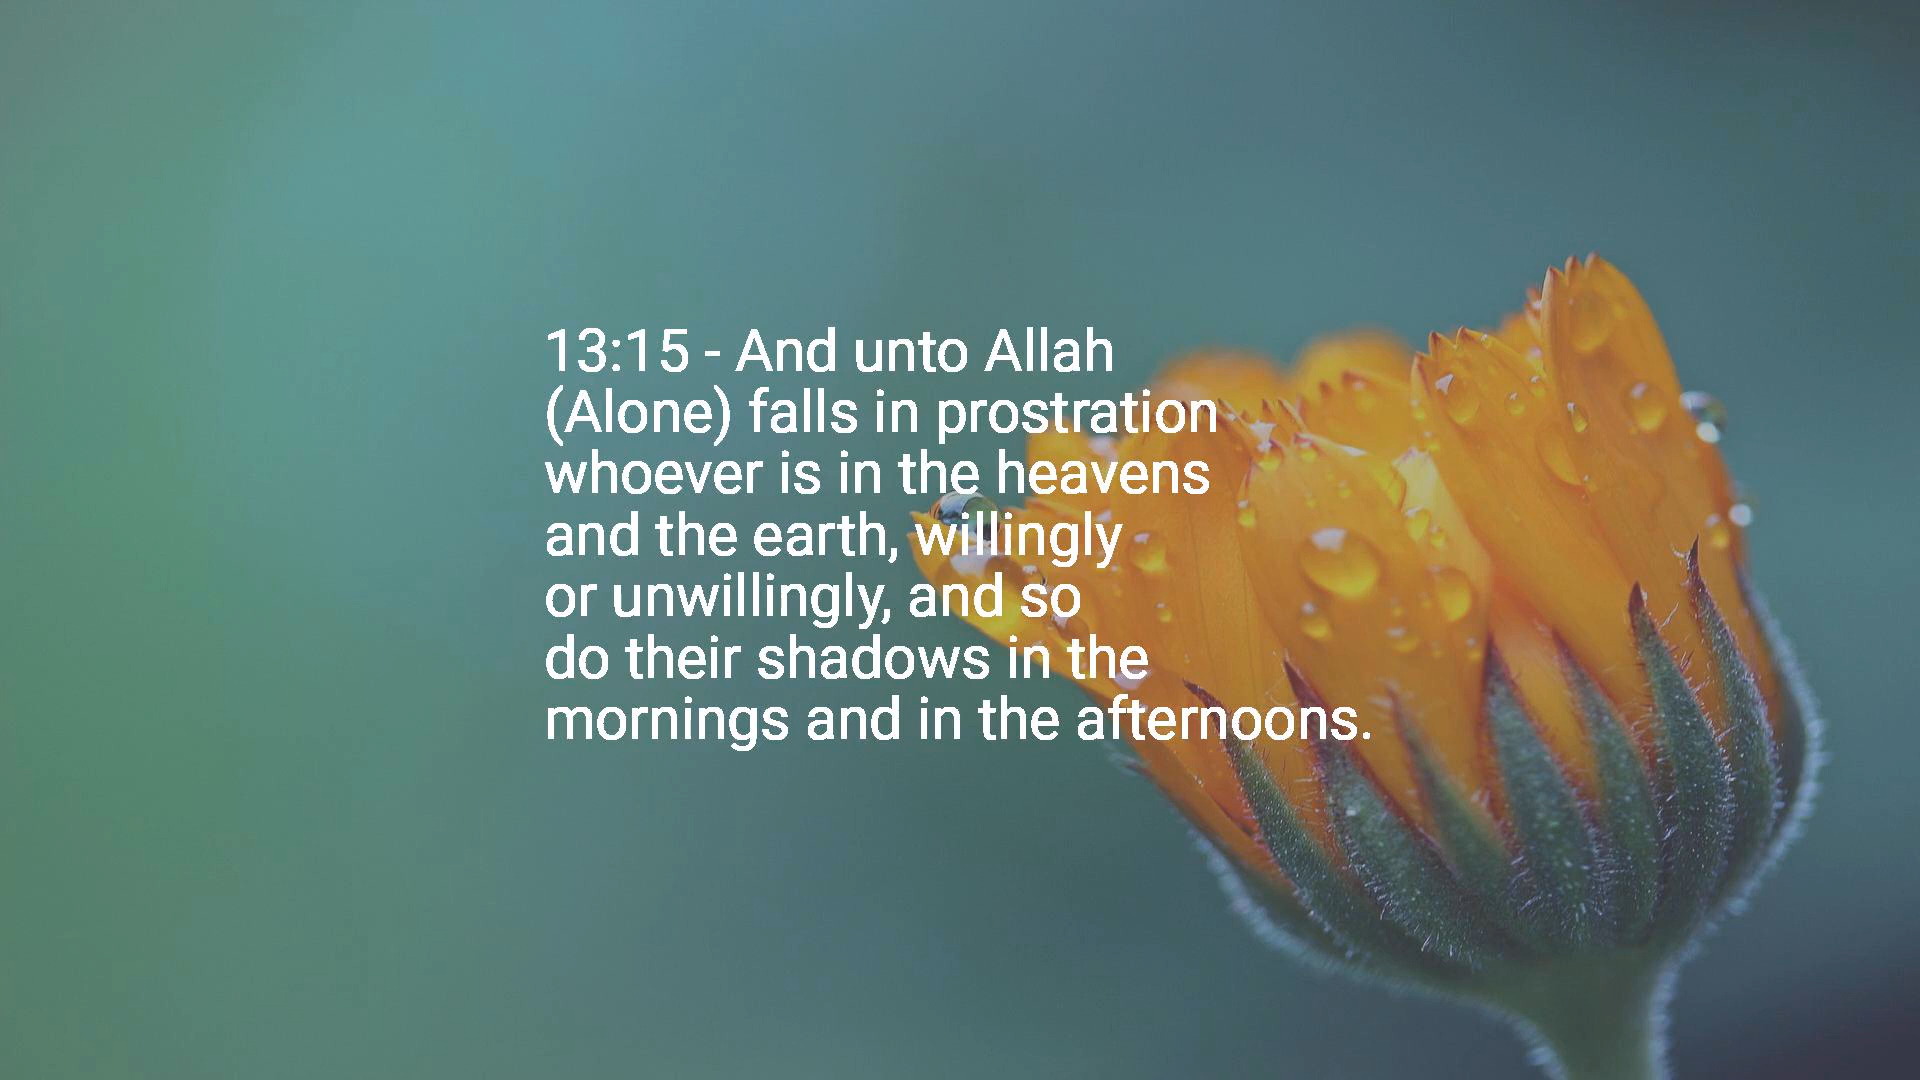 13:15 - And unto Allah
(Alone) falls in prostration
whoever is in the heavens
and the earth, willingly
or unwillingly, and so
do their shadows in the
mornings and in the afternoons.